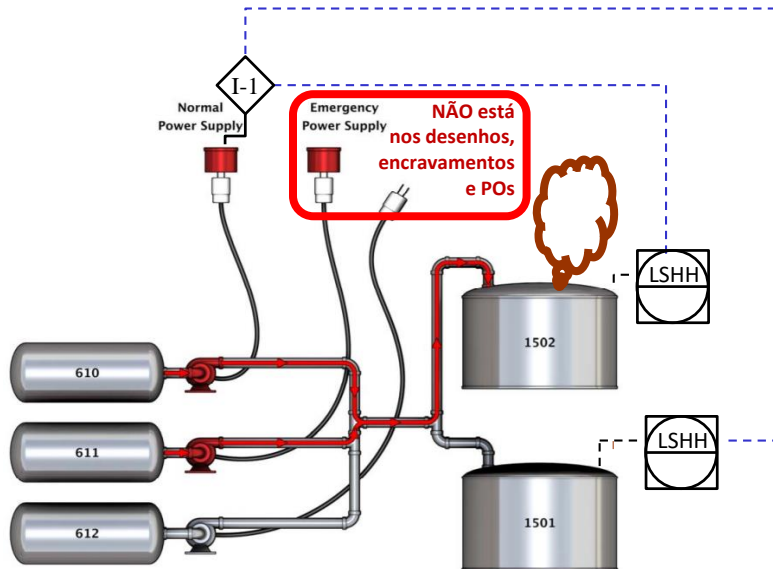 I-1
Normal
Power Supply
Emergency
Power Supply
NÃO está
nos desenhos,
encravamentos
e POs
LSHH
1502
610
611
LSHH
612
1501